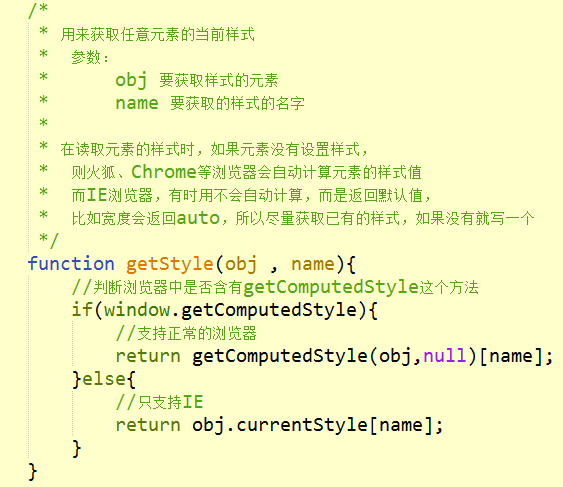 /*
 * 用来获取任意元素的当前样式
 *  参数：
 *      obj 要获取样式的元素
 *      name 要获取的样式的名字
 *
 * 在读取元素的样式时，如果元素没有设置样式，
 *  则火狐、Chrome等浏览器会自动计算元素的样式值
 *  而IE浏览器，有时用不会自动计算，而是返回默认值，
 *  比如宽度会返回auto，所以尽量获取已有的样式，如果没有就写一个
 */
function getStyle(obj , name){
    //判断浏览器中是否含有getComputedStyle这个方法
    if(window.getComputedStyle){
        //支持正常的浏览器
        return getComputedStyle(obj,null)[name];
    }else{
        //只支持IE
        return obj.currentStyle[name];
    }
}